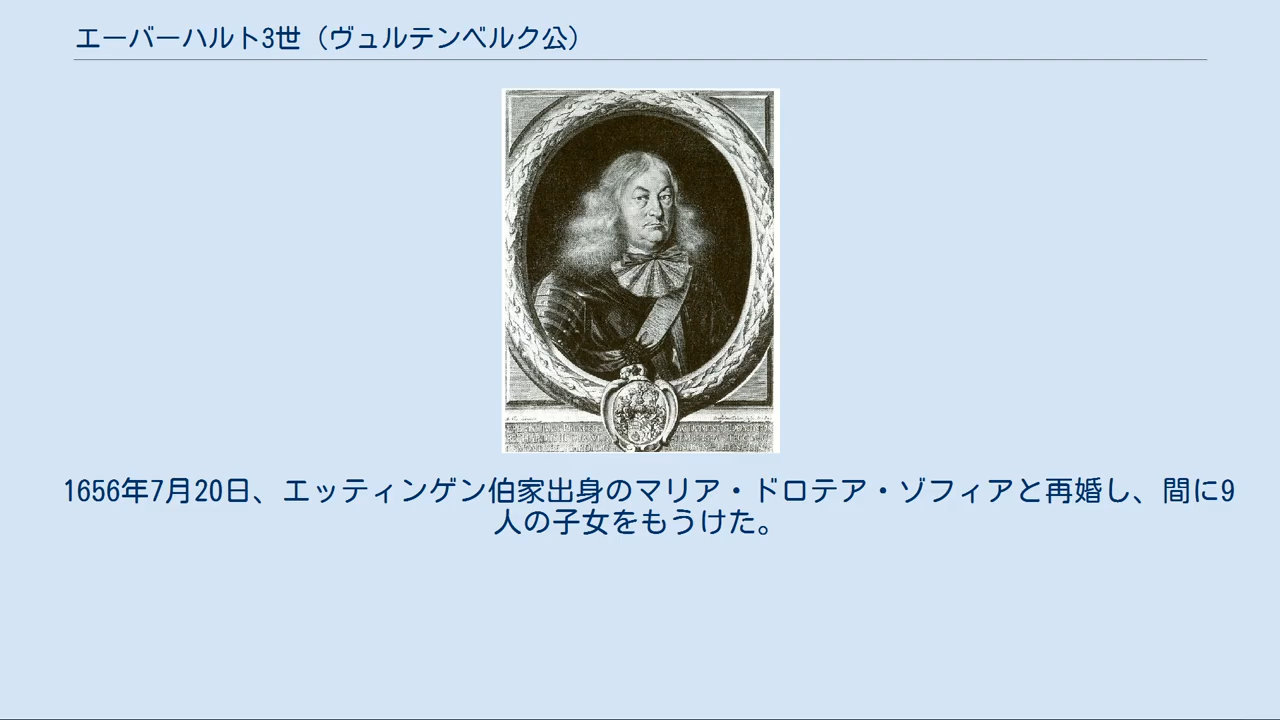 エーバーハルト3世（ヴュルテンベルク公）
1656年7月20日、エッティンゲン伯家出身のマリア・ドロテア・ゾフィアと再婚し、間に9
人の子女をもうけた。